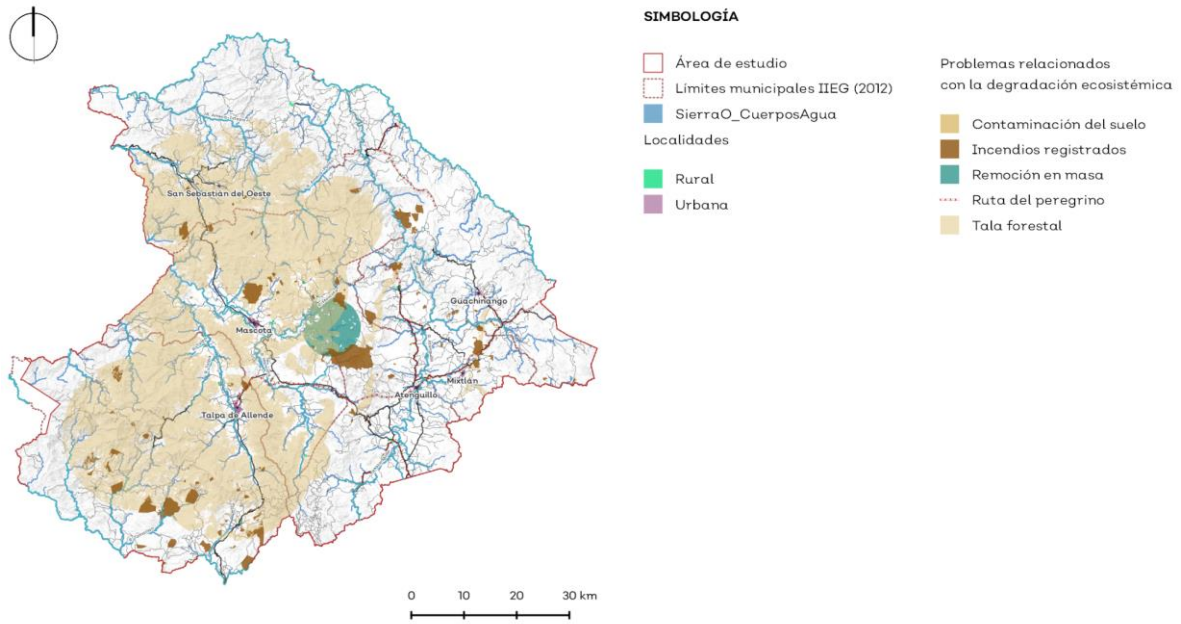 SIMBOLOGÍA
Área de estudio
Límites municipales IIEG (2012)
SierraO_CuerposAgua
Localidades
Rural
Urbana
Problemas relacionados
con la degradación ecosistémica
Contaminación del suelo
Incendios registrados
Remoción en masa
Ruta del peregrino
Tala forestal
San Sebastián del Oeste
Guachinango
Mascota
Mixtlán
Atenguillo
Talpa de Allende
0 10 20 30 km